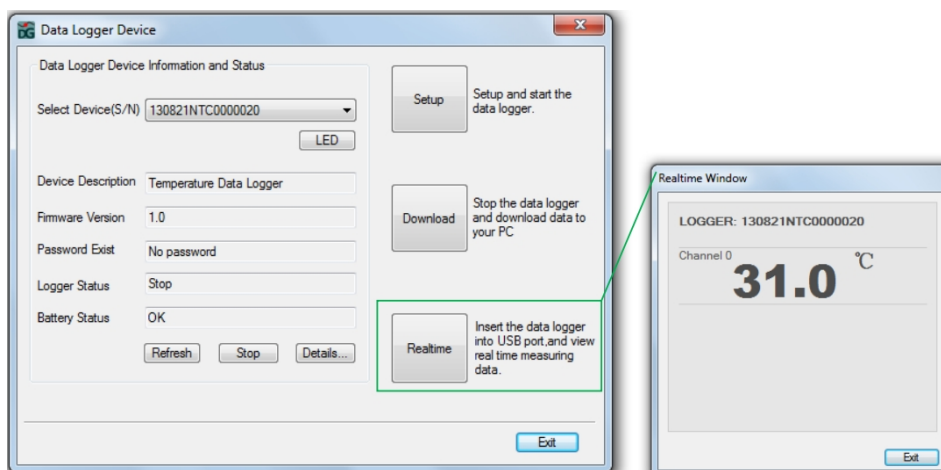 Data Logger Device
Data Logger Device Information and Status
Select Device(S/N) 130821NTC0000020
LED
Device Description Temperature Data Logger
Firmware Version 1.0
Password Exist No password
Logger Status Stop
Battery Status OK
Refresh Stop Details...
Setup
Setup and start the
data logger.
Download
Stop the data logger
and download data to
your PC
Realtime
Insert the data logger
into USB port,and view
real time measuring
data.
Exit
Realtime Window
LOGGER: 130821NTC0000020
Channel 0
31.0 ℃
Exit